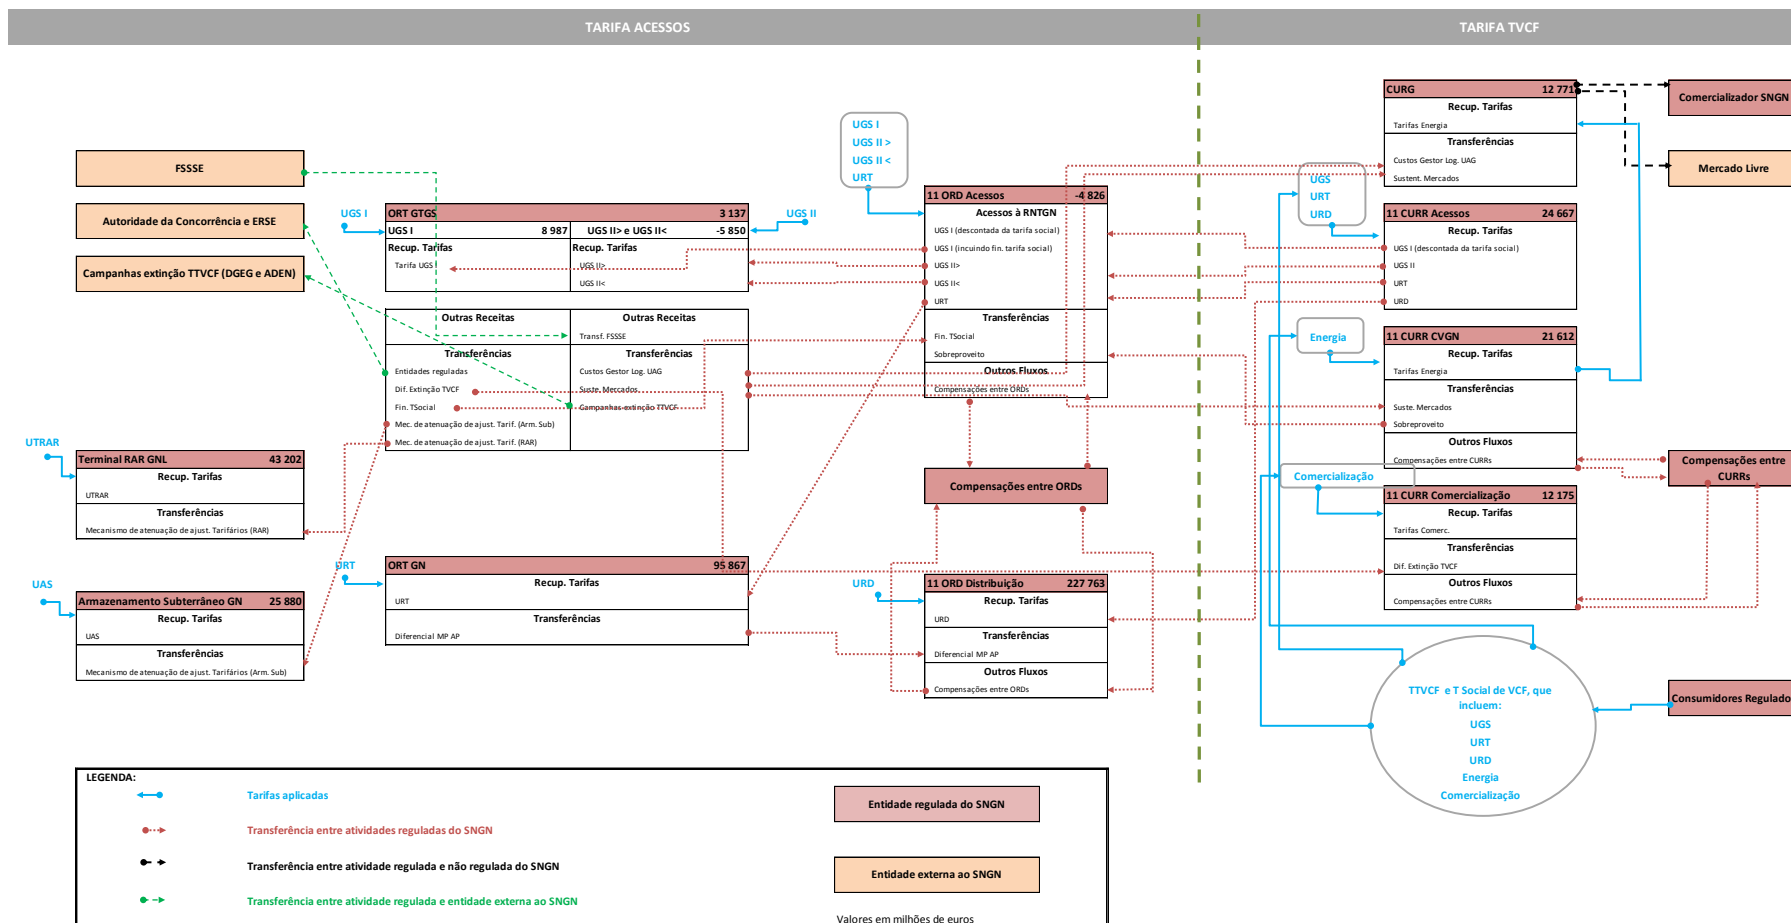 TARIFA ACESSOS
TARIFA TVCF
FSSSE
Autoridade da Concorrência e ERSE
Campanhas extinção TTVCF (DGEG e ADEN)
UGS I
UGS II
ORT GTGS 3 137
UGS I 8 987
UGS II> e UGS II< -5 850
Recup. Tarifas
Tarifa UGS I
Recup. Tarifas
UGS II>
UGS II<
Outras Receitas
Outras Receitas
Transf. FSSSE
Transferências
Entidades reguladas
Dif. Extinção TVCF
Fin. TSocial
Mec. de atenuação de ajust. Tarif. (Arm. Sub)
Mec. de atenuação de ajust. Tarif. (RAR)
Transferências
Custos Gestor Log. UAG
Suste. Mercados
Campanhas extinção TTVCF
UTRAR
Terminal RAR GNL 43 202
Recup. Tarifas
UTRAR
Transferências
Mecanismo de atenuação de ajust. Tarifários (RAR)
UAS
Armazenamento Subterrâneo GN 25 880
Recup. Tarifas
UAS
Transferências
Mecanismo de atenuação de ajust. Tarifários (Arm. Sub)
URT
ORT GN 95 867
Recup. Tarifas
URT
Transferências
Diferencial MP AP
UGS I
UGS II >
UGS II <
URT
11 ORD Acessos -4 826
Acessos à RNTGN
UGS I (descontada da tarifa social)
UGS I (incuindo fin. tarifa social)
UGS II>
UGS II<
URT
Transferências
Fin. TSocial
Sobreproveito
Outros Fluxos
Compensações entre ORDs
Compensações entre ORDs
URD
11 ORD Distribuição 227 763
Recup. Tarifas
URD
Transferências
Diferencial MP AP
Outros Fluxos
Compensações entre ORDs
CURG 12 771
Recup. Tarifas
Tarifas Energia
Transferências
Custos Gestor Log. UAG
Sustent. Mercados
Comercializador SNGN
Mercado Livre
UGS
URT
URD
11 CURR Acessos 24 667
Recup. Tarifas
UGS I (descontada da tarifa social)
UGS II
URT
URD
Energia
11 CURR CVGN 21 612
Recup. Tarifas
Tarifas Energia
Transferências
Suste. Mercados
Sobreproveito
Outros Fluxos
Compensações entre CURRs
Compensações entre
CURRs
Comercialização
11 CURR Comercialização 12 175
Recup. Tarifas
Tarifas Comerc.
Transferências
Dif. Extinção TVCF
Outros Fluxos
Compensações entre CURRs
TTVCF e T Social de VCF, que
incluem:
UGS
URT
URD
Energia
Comercialização
Consumidores Regulado
LEGENDA:
Tarifas aplicadas
Transferência entre atividades reguladas do SNGN
Transferência entre atividade regulada e não regulada do SNGN
Transferência entre atividade regulada e entidade externa ao SNGN
Entidade regulada do SNGN
Entidade externa ao SNGN
Valores em milhões de euros